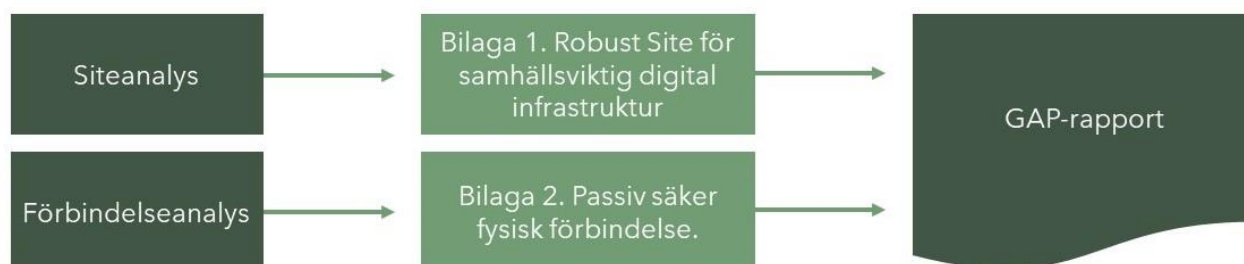 Siteanalys
Bilaga 1. Robust Site för
samhällsviktig digital
infrastruktur
GAP-rapport
Förbindelseanalys
Bilaga 2. Passiv säker
fysisk förbindelse.